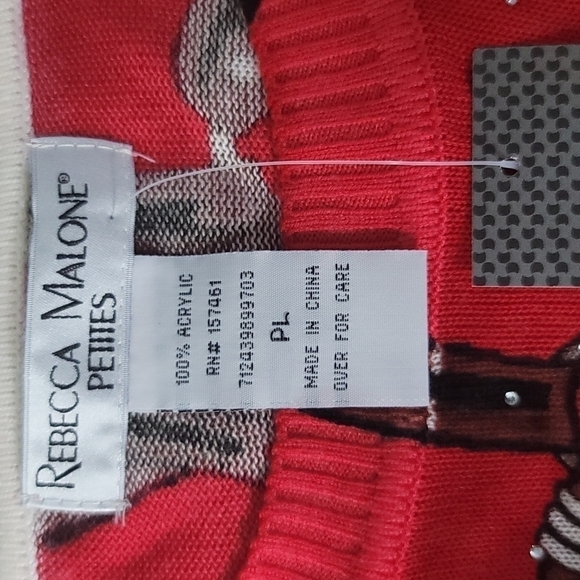 REBECCA MALONE®
PETITES
100% ACRYLIC
RN# 157461
712439899703
PL
MADE IN CHINA
OVER FOR CARE